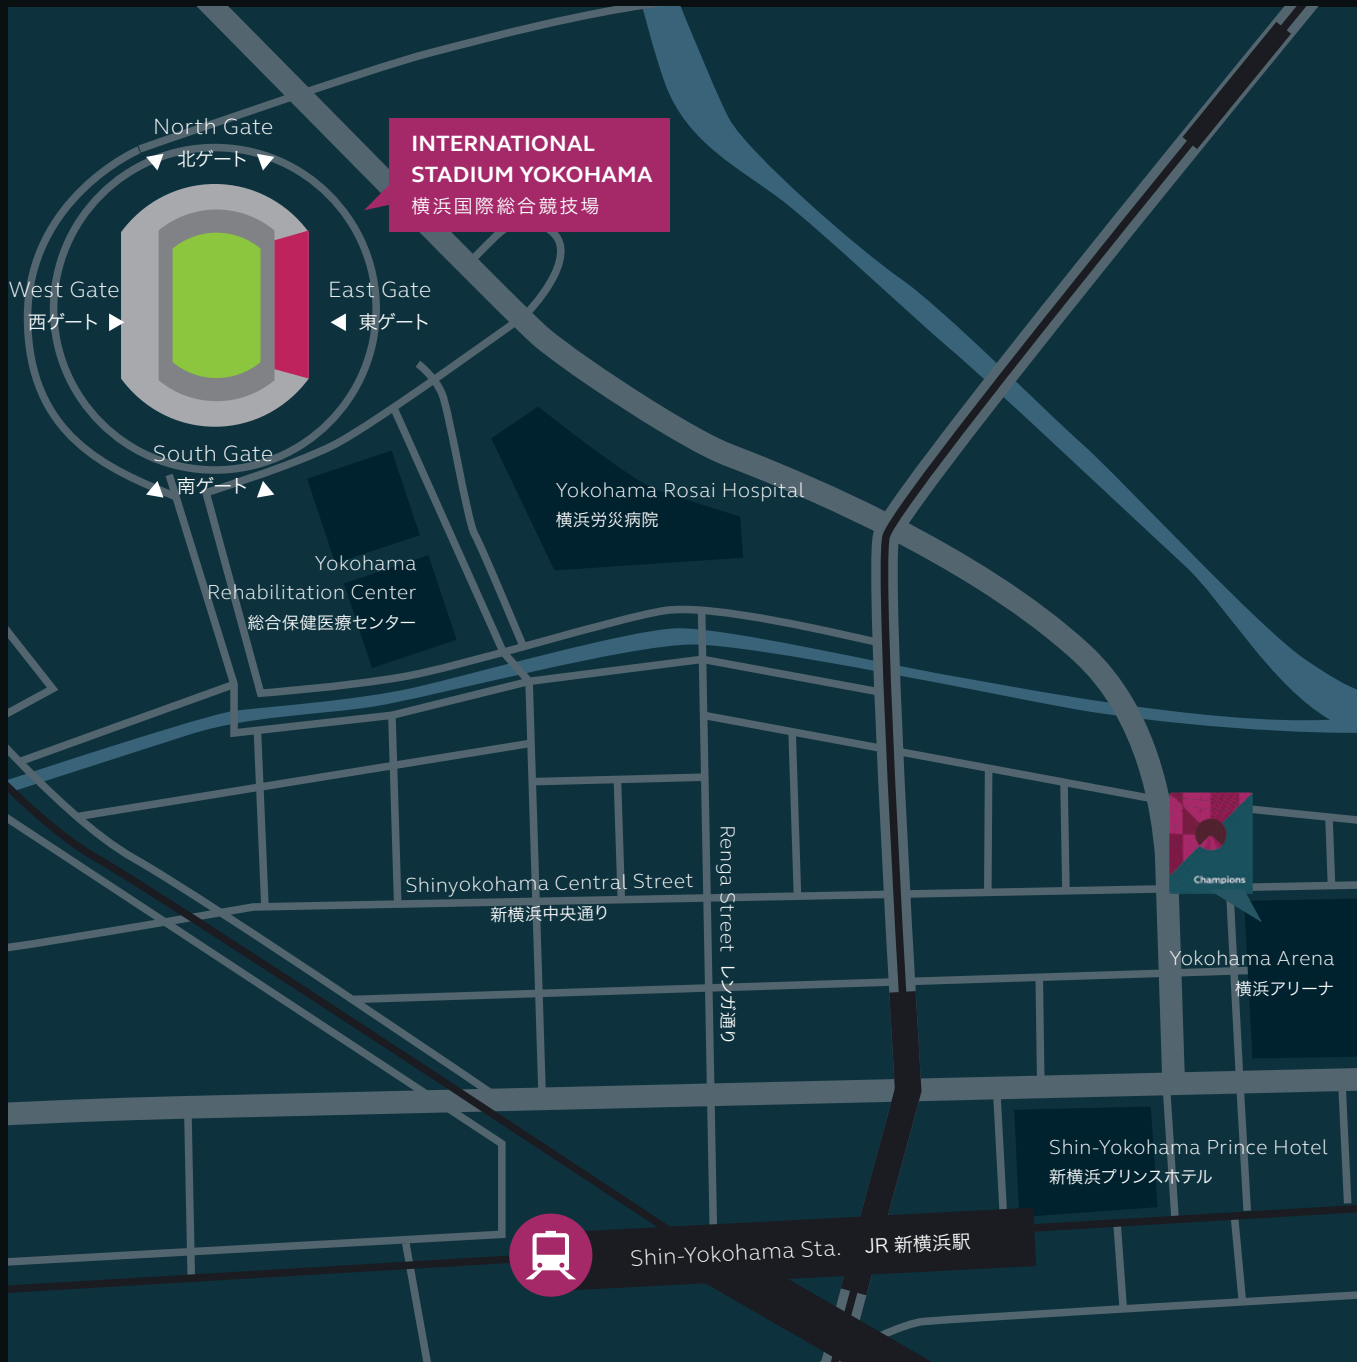 North Gate
北ゲート
INTERNATIONAL
STADIUM YOKOHAMA
横浜国際総合競技場
West Gate
西ゲート
East Gate
東ゲート
South Gate
南ゲート
Yokohama Rosai Hospital
横浜労災病院
Yokohama
Rehabilitation Center
総合保健医療センター
Shinyokohama Central Street
新横浜中央通り
Renga Street レンガ通り
Champions
Yokohama Arena
横浜アリーナ
Shin-Yokohama Prince Hotel
新横浜プリンスホテル
Shin-Yokohama Sta. JR 新横浜駅